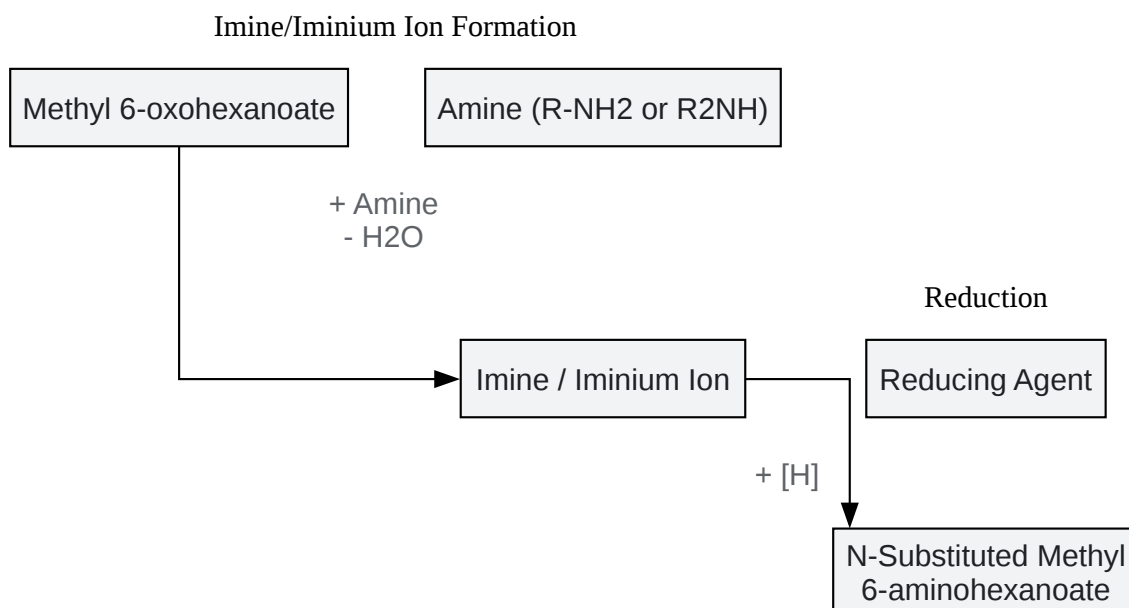 Imine/Iminium Ion Formation
Methyl 6-oxohexanoate
Amine (R-NH2 or R2NH)
+ Amine
- H2O
Reduction
Imine / Iminium Ion
Reducing Agent
+ [H]
N-Substituted Methyl
6-aminohexanoate